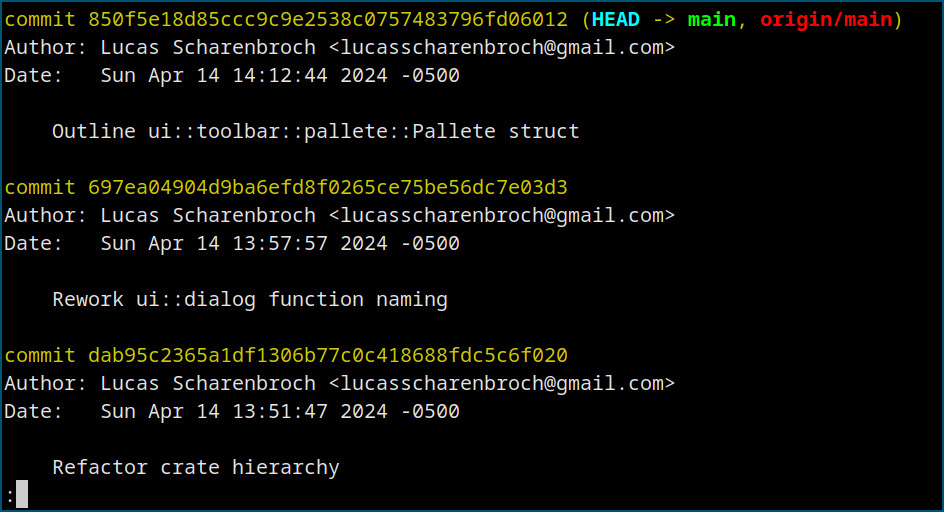 commit 850f5e18d85ccc9c9e2538c0757483796fd06012 (HEAD -> main, origin/main)
Author: Lucas Scharenbroch <lucasscharenbroch@gmail.com>
Date:   Sun Apr 14 14:12:44 2024 -0500
    Outline ui::toolbar::pallete::Pallete struct
commit 697ea04904d9ba6efd8f0265ce75be56dc7e03d3
Author: Lucas Scharenbroch <lucasscharenbroch@gmail.com>
Date:   Sun Apr 14 13:57:57 2024 -0500
    Rework ui::dialog function naming
commit dab95c2365a1df1306b77c0c418688fdc5c6f020
Author: Lucas Scharenbroch <lucasscharenbroch@gmail.com>
Date:   Sun Apr 14 13:51:47 2024 -0500
    Refactor crate hierarchy
: